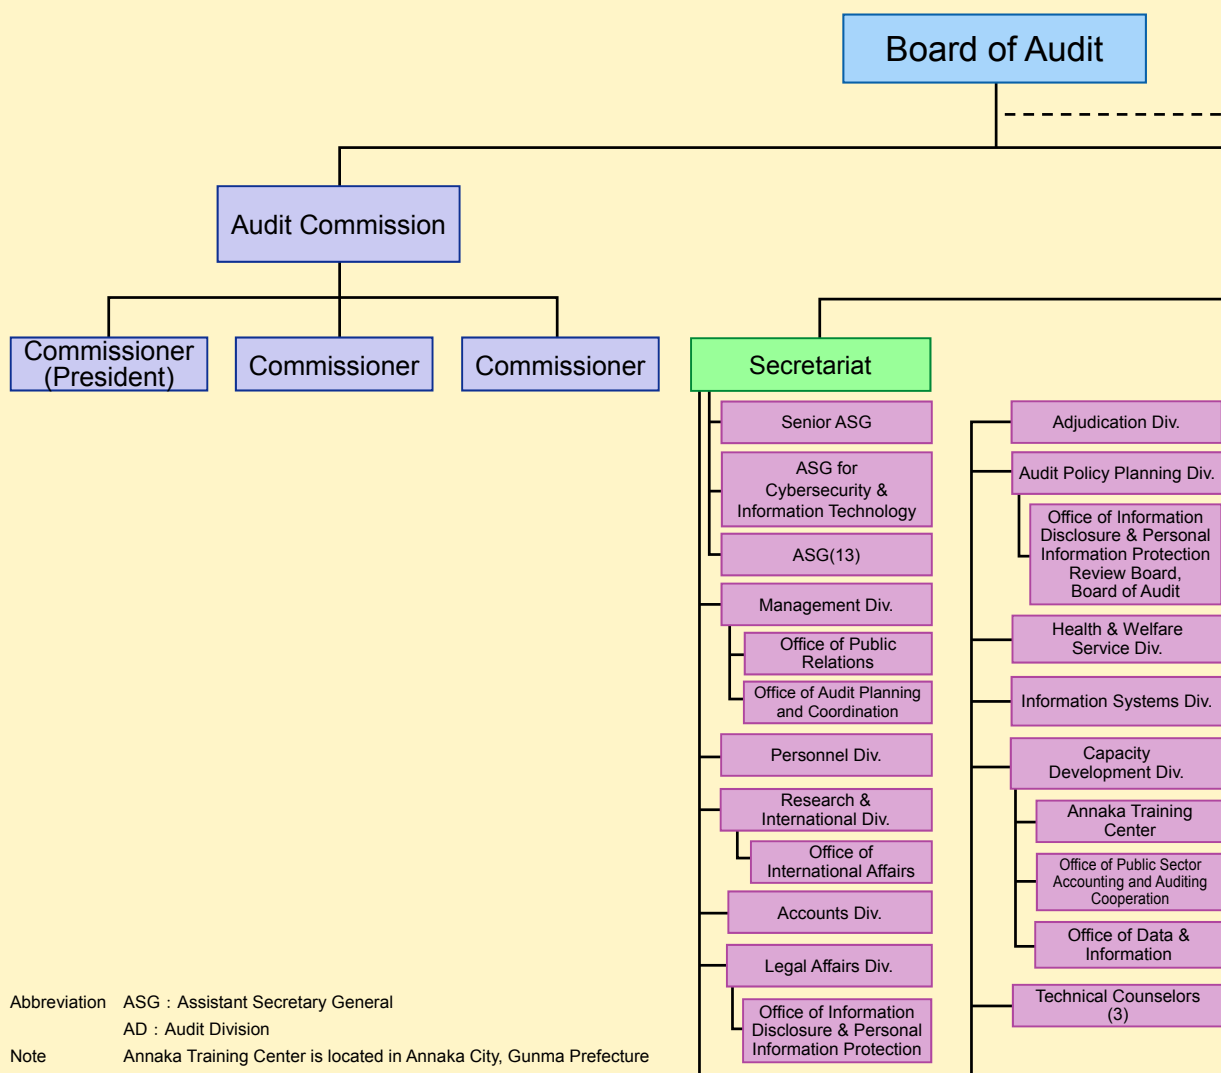 Board of Audit
Audit Commission
Commissioner
(President)
Commissioner
Commissioner
Secretariat
Senior ASG
ASG for
Cybersecurity &
Information Technology
ASG(13)
Management Div.
Office of Public
Relations
Office of Audit Planning
and Coordination
Personnel Div.
Research &
International Div.
Office of
International Affairs
Accounts Div.
Legal Affairs Div.
Office of Information
Disclosure & Personal
Information Protection
Adjudication Div.
Audit Policy Planning Div.
Office of Information
Disclosure & Personal
Information Protection
Review Board,
Board of Audit
Health & Welfare
Service Div.
Information Systems Div.
Capacity
Development Div.
Annaka Training
Center
Office of Public Sector
Accounting and Auditing
Cooperation
Office of Data &
Information
Technical Counselors
(3)
Abbreviation ASG : Assistant Secretary General
AD : Audit Division
Note Annaka Training Center is located in Annaka City, Gunma Prefecture